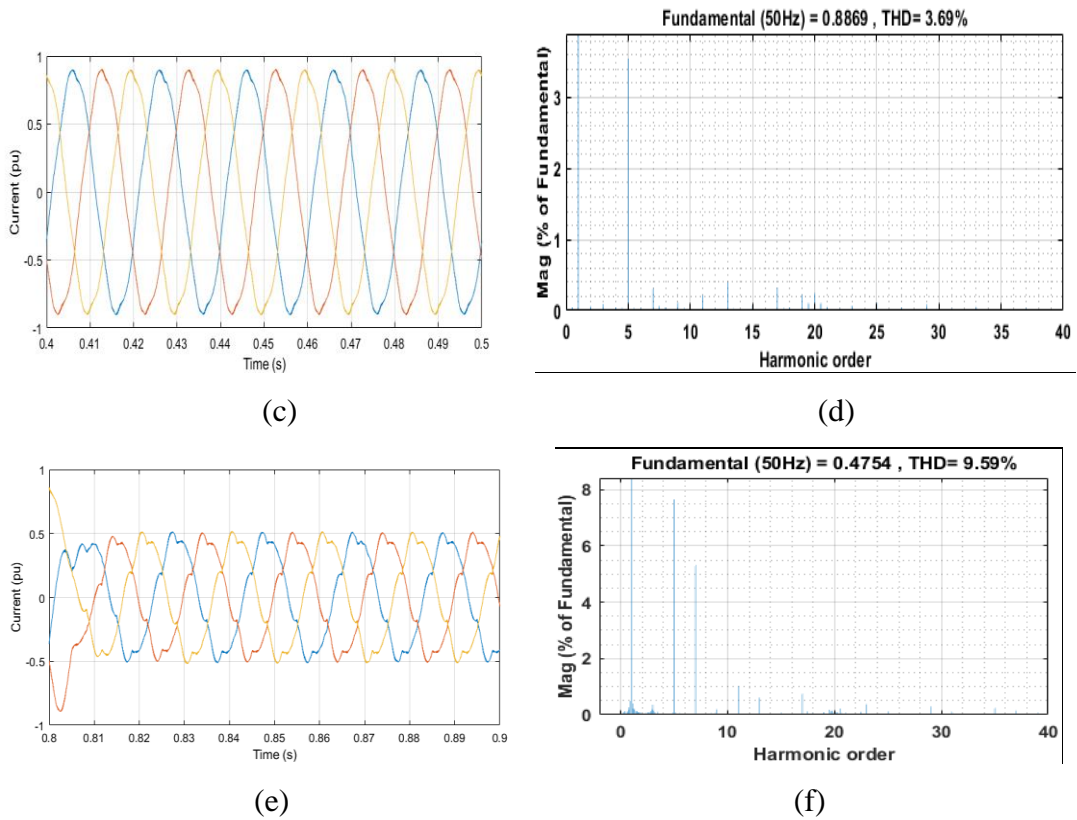 1
0.5
0
-0.5
-1
Current (pu)
0.4 0.41 0.42 0.43 0.44 0.45 0.46 0.47 0.48 0.49 0.5
Time (s)
(c)
Fundamental (50Hz) = 0.8869 , THD= 3.69%
3
2
1
0
Mag (% of Fundamental)
0 5 10 15 20 25 30 35 40
Harmonic order
(d)
1
0.5
0
-0.5
-1
Current (pu)
0.8 0.81 0.82 0.83 0.84 0.85 0.86 0.87 0.88 0.89 0.9
Time (s)
(e)
Fundamental (50Hz) = 0.4754 , THD= 9.59%
8
6
4
2
0
Mag (% of Fundamental)
0 10 20 30 40
Harmonic order
(f)